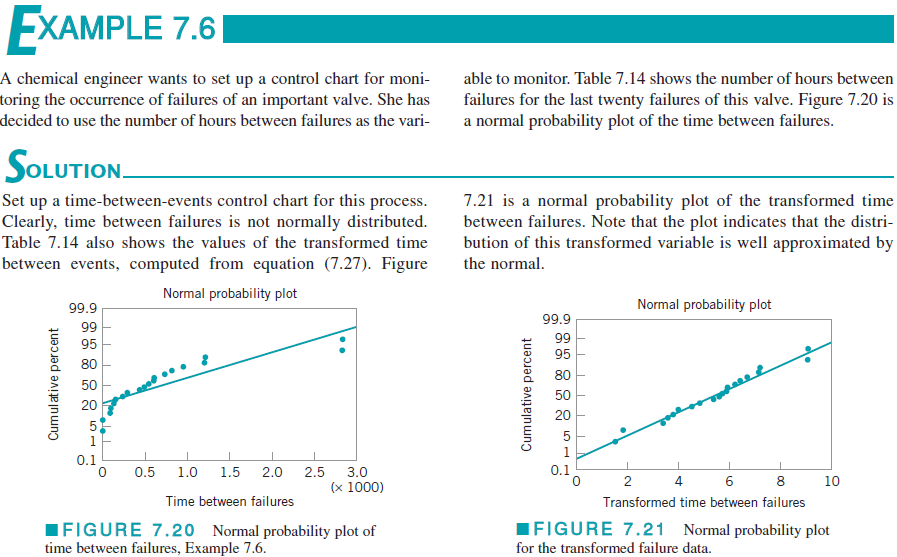 EXAMPLE 7.6
A chemical engineer wants to set up a control chart for moni-
toring the occurrence of failures of an important valve. She has
decided to use the number of hours between failures as the vari-
able to monitor. Table 7.14 shows the number of hours between
failures for the last twenty failures of this valve. Figure 7.20 is
a normal probability plot of the time between failures.
SOLUTION
Set up a time-between-events control chart for this process.
Clearly, time between failures is not normally distributed.
Table 7.14 also shows the values of the transformed time
between events, computed from equation (7.27). Figure
7.21 is a normal probability plot of the transformed time
between failures. Note that the plot indicates that the distri-
bution of this transformed variable is well approximated by
the normal.
Normal probability plot
Cumulative percent
99.9
99
95
80
50
20
5
1
0.1
0 0.5 1.0 1.5 2.0 2.5 3.0
(× 1000)
Time between failures
FIGURE 7.20 Normal probability plot of
time between failures, Example 7.6.
Normal probability plot
Cumulative percent
99.9
99
95
80
50
20
5
1
0.1
0 2 4 6 8 10
Transformed time between failures
FIGURE 7.21 Normal probability plot
for the transformed failure data.